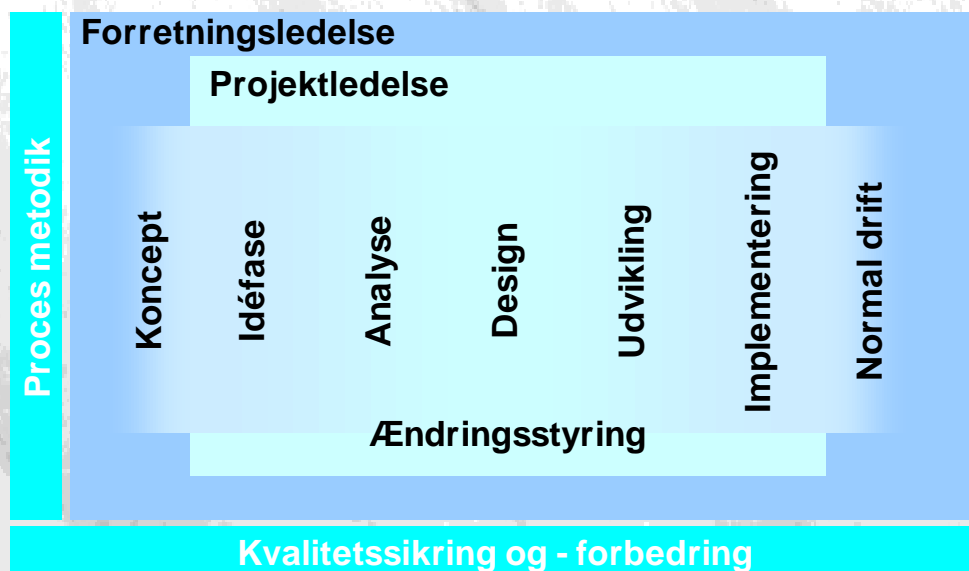 Forretningsledelse
Projektledelse
Proces metodik
Koncept
Idéfase
Analyse
Design
Udvikling
Implementering
Normal drift
Ændringsstyring
Kvalitetssikring og - forbedring